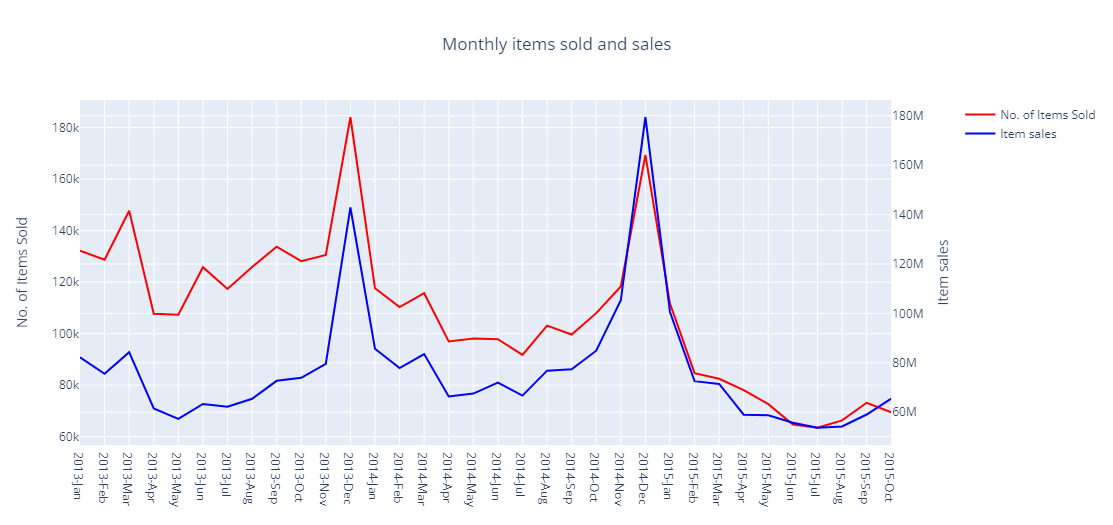 Monthly items sold and sales
No. of Items Sold
Item sales
180k
160k
140k
120k
100k
80k
60k
No. of Items Sold
180M
160M
140M
120M
100M
80M
60M
Item sales
2013-Jan
2013-Feb
2013-Mar
2013-Apr
2013-May
2013-Jun
2013-Jul
2013-Aug
2013-Sep
2013-Oct
2013-Nov
2013-Dec
2014-Jan
2014-Feb
2014-Mar
2014-Apr
2014-May
2014-Jun
2014-Jul
2014-Aug
2014-Sep
2014-Oct
2014-Nov
2014-Dec
2015-Jan
2015-Feb
2015-Mar
2015-Apr
2015-May
2015-Jun
2015-Jul
2015-Aug
2015-Sep
2015-Oct